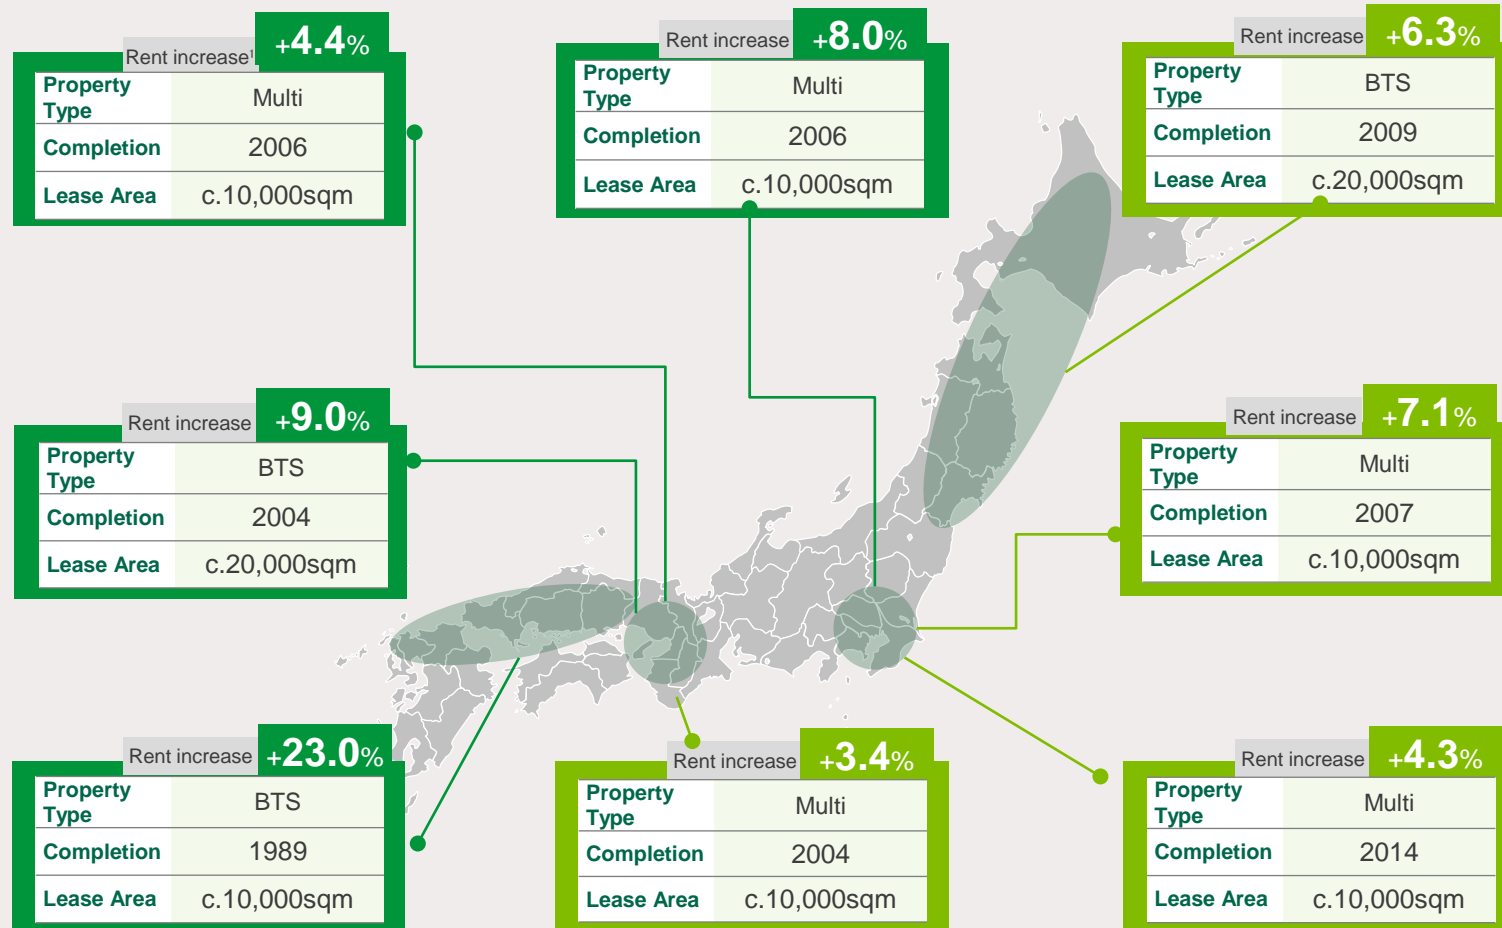 Rent increase¹ +4.4%
Property Type Multi
Completion 2006
Lease Area c.10,000sqm
Rent increase +8.0%
Property Type Multi
Completion 2006
Lease Area c.10,000sqm
Rent increase +6.3%
Property Type BTS
Completion 2009
Lease Area c.20,000sqm
Rent increase +9.0%
Property Type BTS
Completion 2004
Lease Area c.20,000sqm
Rent increase +7.1%
Property Type Multi
Completion 2007
Lease Area c.10,000sqm
Rent increase +23.0%
Property Type BTS
Completion 1989
Lease Area c.10,000sqm
Rent increase +3.4%
Property Type Multi
Completion 2004
Lease Area c.10,000sqm
Rent increase +4.3%
Property Type Multi
Completion 2014
Lease Area c.10,000sqm